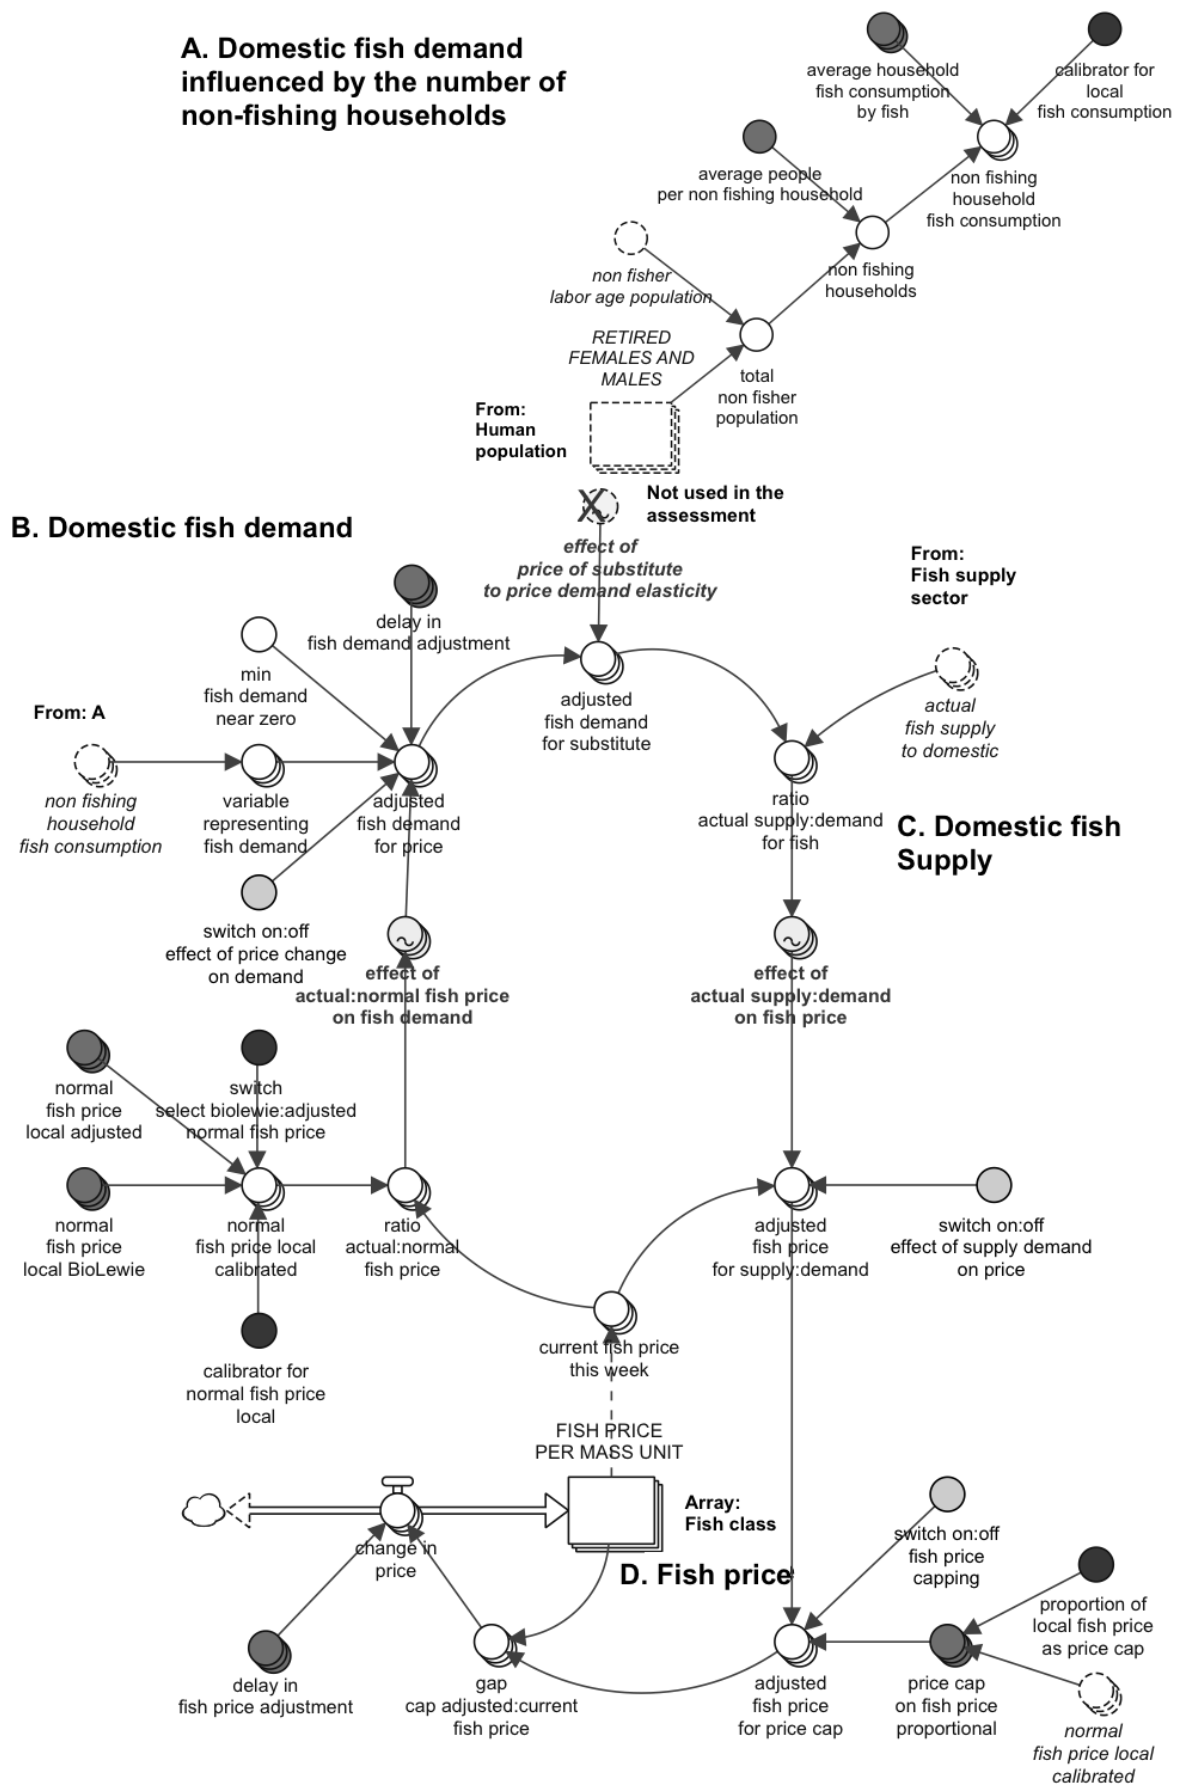 A. Domestic fish demand
influenced by the number of
non-fishing households
average household
fish consumption
by fish
calibrator for
local
fish consumption
average people
per non fishing household
non fishing
household
fish consumption
non fisher
labor age population
non fishing
households
RETIRED
FEMALES AND
MALES
total
non fisher
population
From:
Human
population
X
Not used in the
assessment
B. Domestic fish demand
effect of
price of substitute
to price demand elasticity
From:
Fish supply
sector
delay in
fish demand adjustment
min
fish demand
near zero
adjusted
fish demand
for substitute
actual
fish supply
to domestic
From: A
non fishing
household
fish consumption
variable
representing
fish demand
adjusted
fish demand
for price
ratio
actual supply:demand
for fish
C. Domestic fish
Supply
switch on:off
effect of price change
on demand
effect of
actual:normal fish price
on fish demand
effect of
actual supply:demand
on fish price
normal
fish price
local adjusted
switch
select biolewie:adjusted
normal fish price
normal
fish price
local BioLewie
normal
fish price local
calibrated
ratio
actual:normal
fish price
adjusted
fish price
for supply:demand
switch on:off
effect of supply demand
on price
current fish price
this week
calibrator for
normal fish price
local
FISH PRICE
PER MASS UNIT
Array:
Fish class
change in
price
D. Fish price
switch on:off
fish price
capping
proportion of
local fish price
as price cap
delay in
fish price adjustment
gap
cap adjusted:current
fish price
adjusted
fish price
for price cap
price cap
on fish price
proportional
normal
fish price local
calibrated